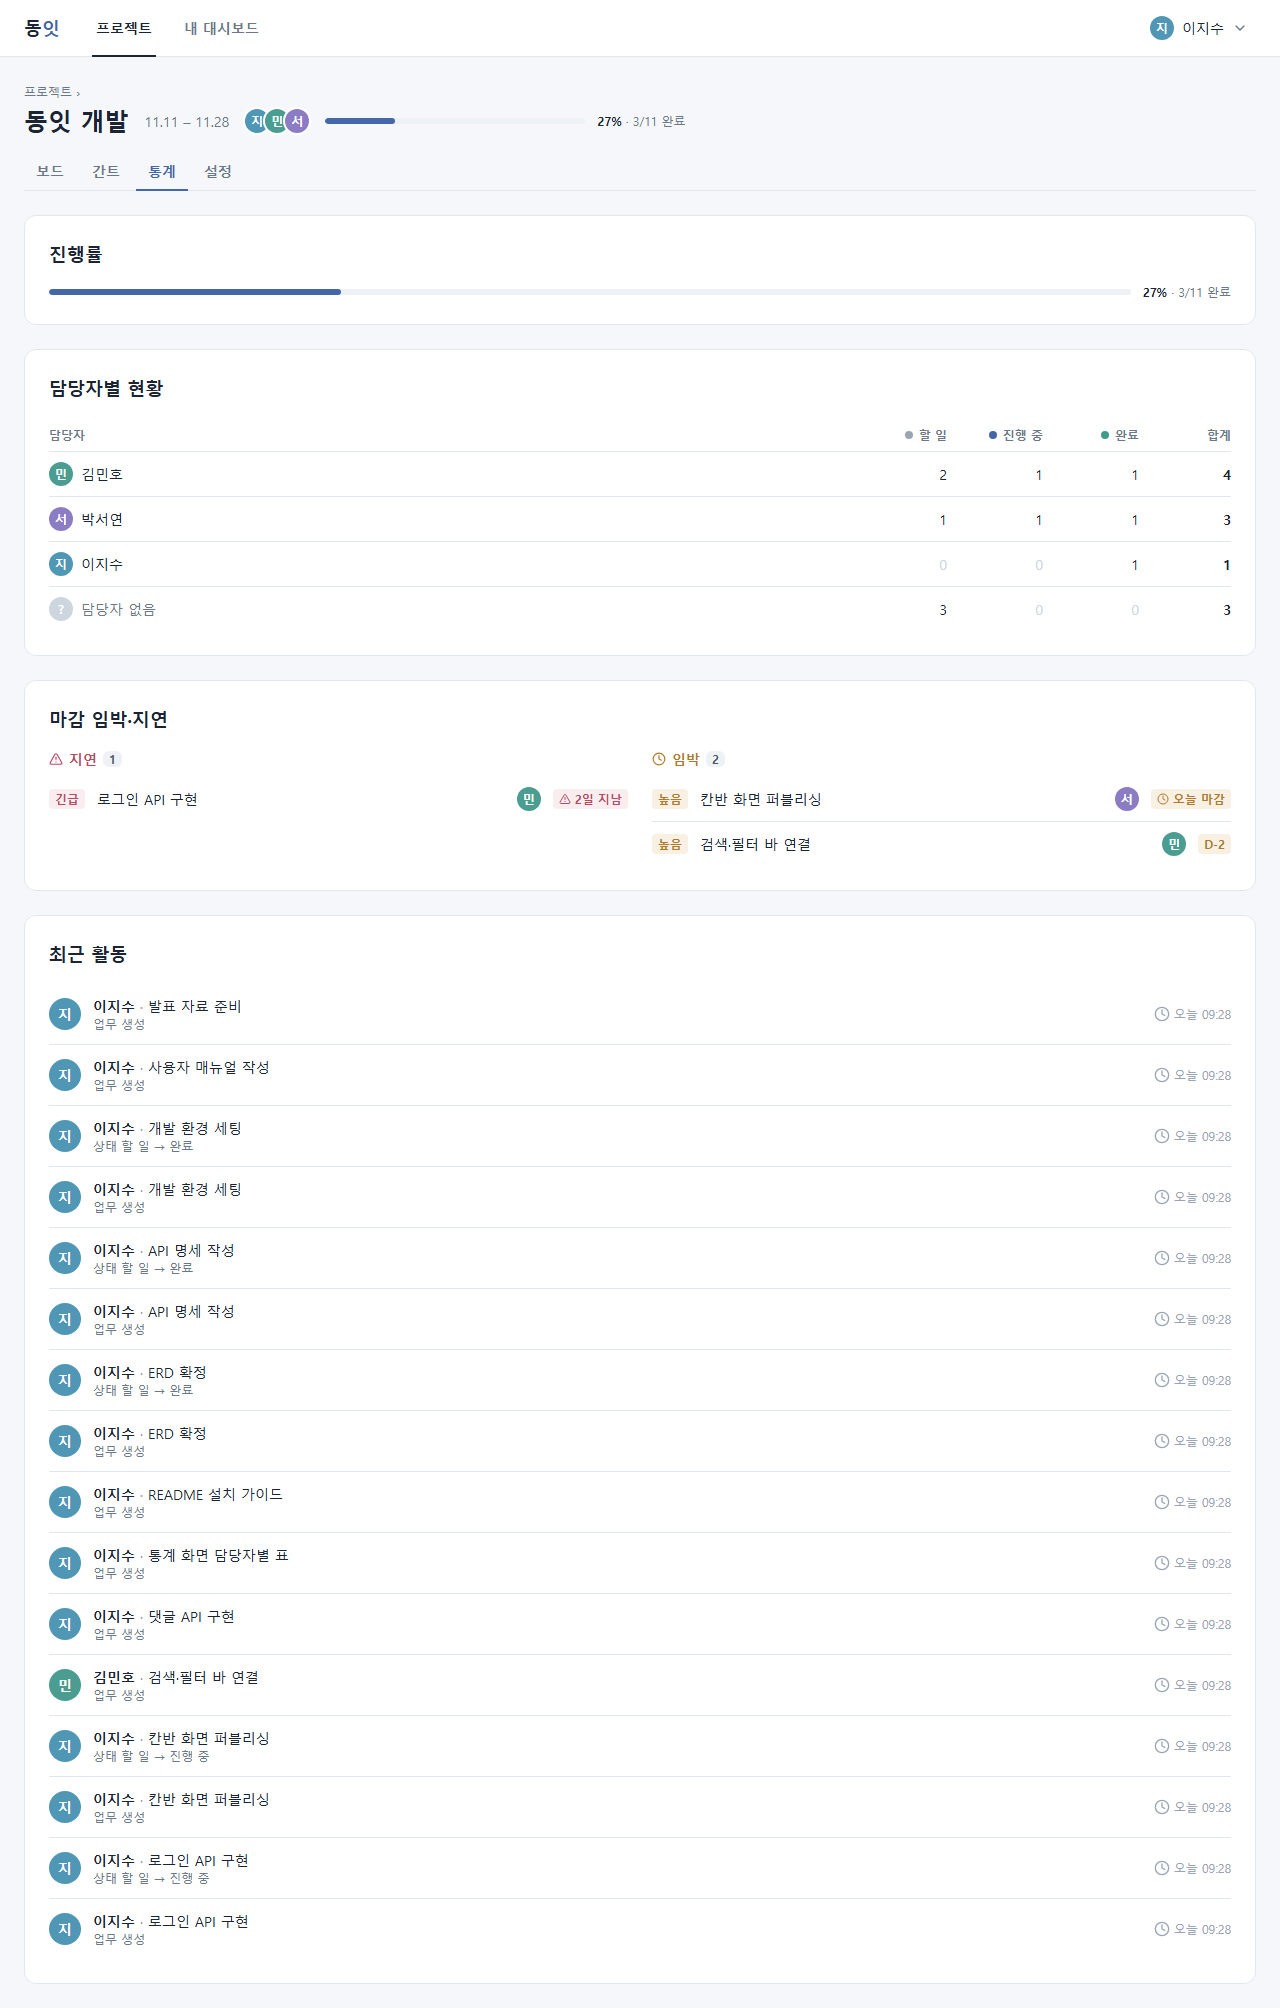 동잇 프로젝트 내 대시보드 지 이지수
프로젝트 ›
동잇 개발 11.11 – 11.28 지 민 서 27% · 3/11 완료
보드 간트 통계 설정
진행률
27% · 3/11 완료
담당자별 현황
담당자 할 일 진행 중 완료 합계
민 김민호 2 1 1 4
서 박서연 1 1 1 3
지 이지수 0 0 1 1
? 담당자 없음 3 0 0 3
마감 임박·지연
지연 1
긴급 로그인 API 구현 민 2일 지남
임박 2
높음 칸반 화면 퍼블리싱 서 오늘 마감
높음 검색·필터 바 연결 민 D-2
최근 활동
지 이지수 · 발표 자료 준비 오늘 09:28
업무 생성
지 이지수 · 사용자 매뉴얼 작성 오늘 09:28
업무 생성
지 이지수 · 개발 환경 세팅 오늘 09:28
상태 할 일 → 완료
지 이지수 · 개발 환경 세팅 오늘 09:28
업무 생성
지 이지수 · API 명세 작성 오늘 09:28
상태 할 일 → 완료
지 이지수 · API 명세 작성 오늘 09:28
업무 생성
지 이지수 · ERD 확정 오늘 09:28
상태 할 일 → 완료
지 이지수 · ERD 확정 오늘 09:28
업무 생성
지 이지수 · README 설치 가이드 오늘 09:28
업무 생성
지 이지수 · 통계 화면 담당자별 표 오늘 09:28
업무 생성
지 이지수 · 댓글 API 구현 오늘 09:28
업무 생성
민 김민호 · 검색·필터 바 연결 오늘 09:28
업무 생성
지 이지수 · 칸반 화면 퍼블리싱 오늘 09:28
상태 할 일 → 진행 중
지 이지수 · 칸반 화면 퍼블리싱 오늘 09:28
업무 생성
지 이지수 · 로그인 API 구현 오늘 09:28
상태 할 일 → 진행 중
지 이지수 · 로그인 API 구현 오늘 09:28
업무 생성